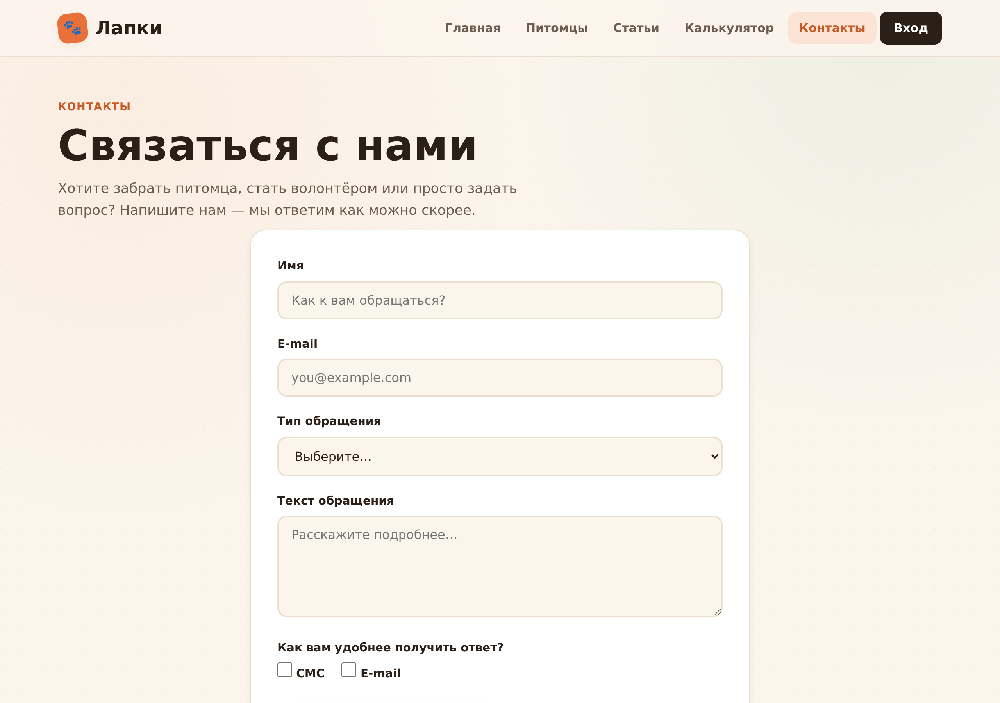 Лапки
Главная
Питомцы
Статьи
Калькулятор
Контакты
Вход
КОНТАКТЫ
Связаться с нами
Хотите забрать питомца, стать волонтёром или просто задать
вопрос? Напишите нам — мы ответим как можно скорее.
Имя
Как к вам обращаться?
E-mail
you@example.com
Тип обращения
Выберите...
Текст обращения
Расскажите подробнее...
Как вам удобнее получить ответ?
СМС
E-mail